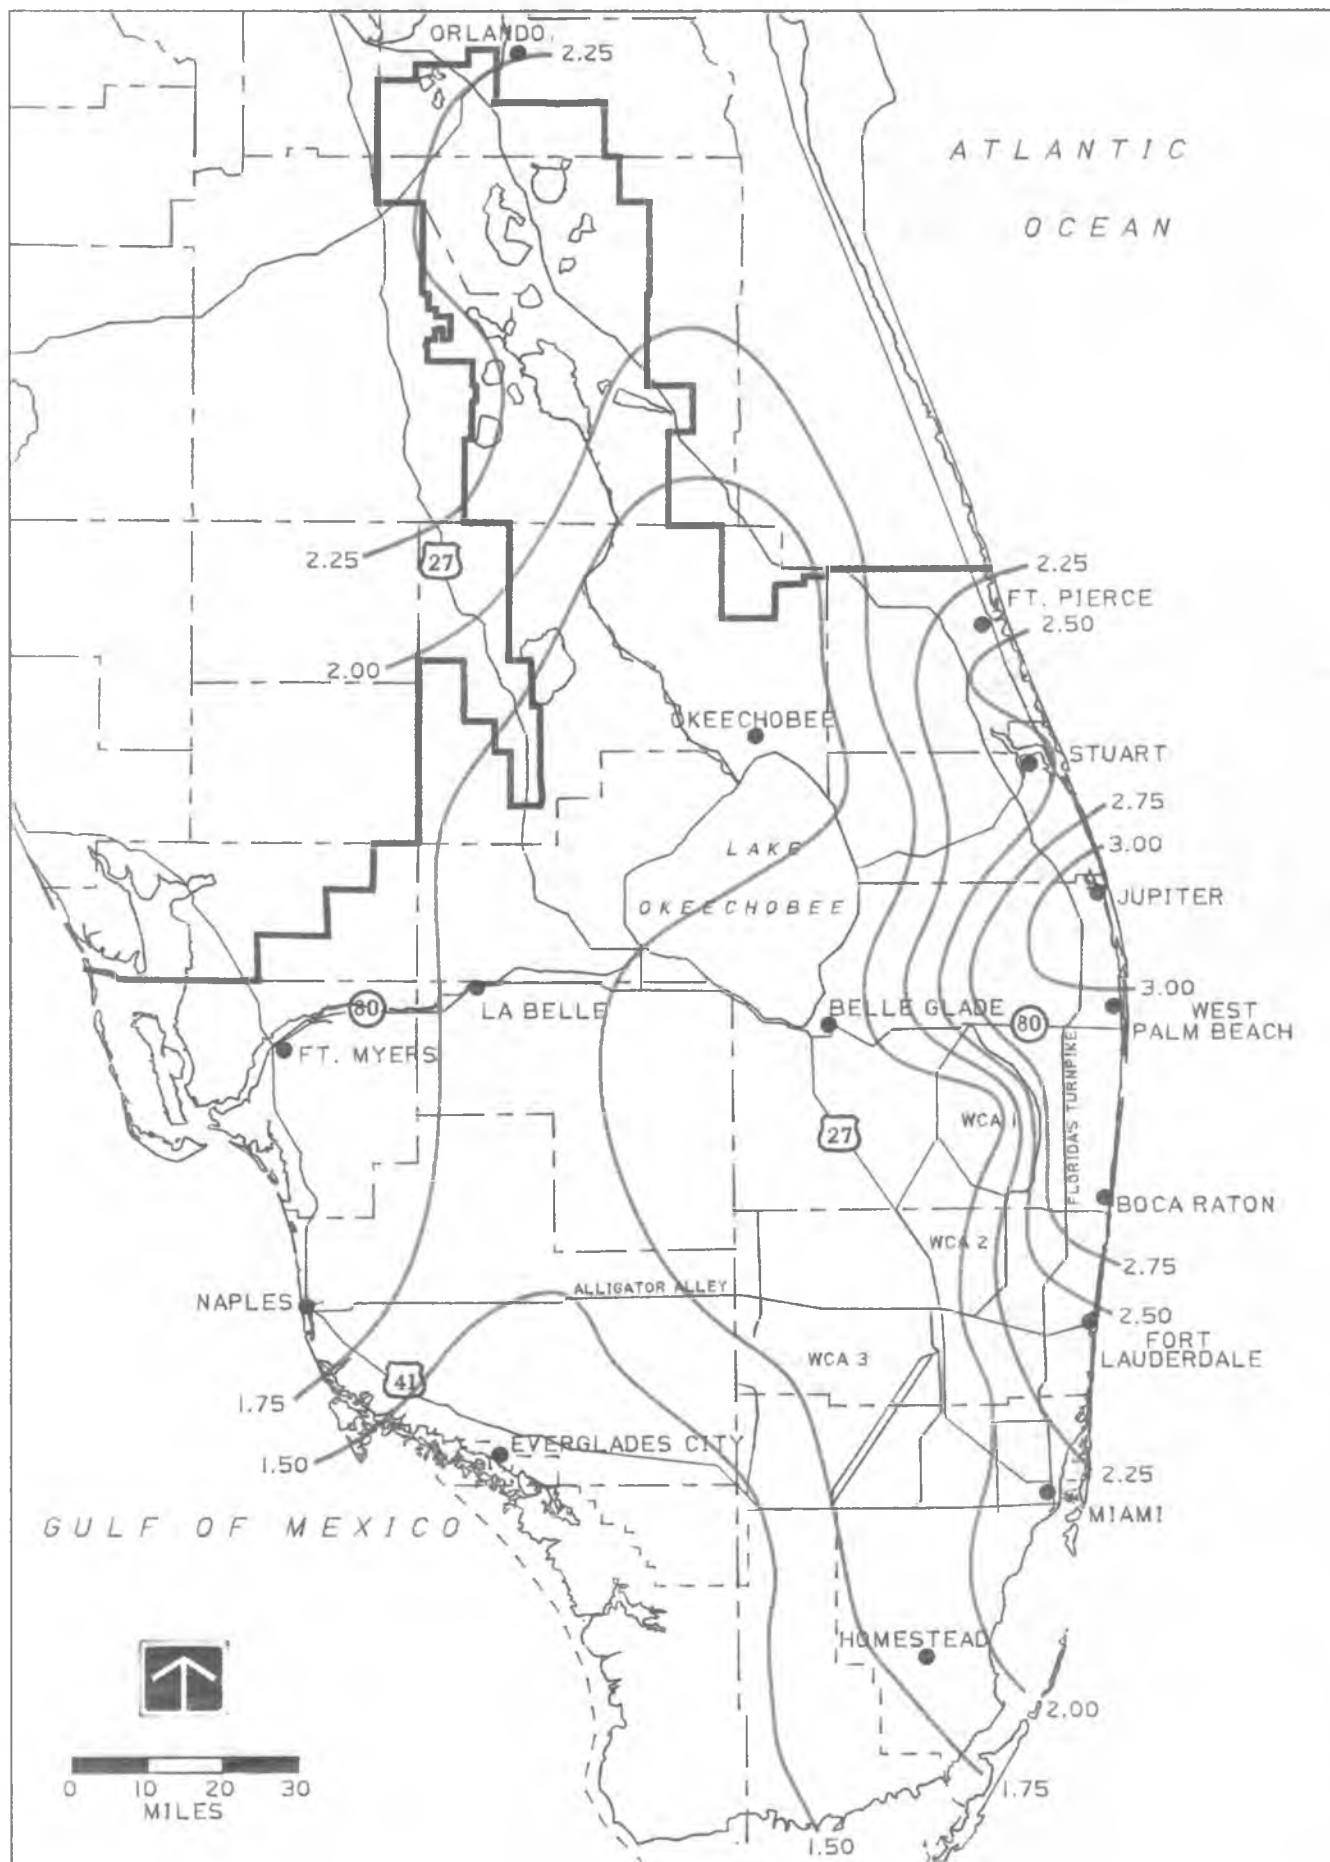 ORLANDO
2.25
ATLANTIC
OCEAN
2.25
27
2.25
FT. PIERCE
2.50
2.00
OKEECHOBEE
STUART
2.75
3.00
LAKE
OKEECHOBEE
JUPITER
3.00
80
LA BELLE
BELLE GLADE
80
WEST
PALM BEACH
FT. MYERS
FLORIDAS TURNPIKE
WCA 1
27
BOCA RATON
WCA 2
2.75
NAPLES
ALLIGATOR ALLEY
2.50
FORT
LAUDERDALE
WCA 3
41
1.75
EVERGLADES CITY
1.50
2.25
MIAMI
GULF OF MEXICO
HOMESTEAD
2.00
0 10 20 30
MILES
1.75
1.50